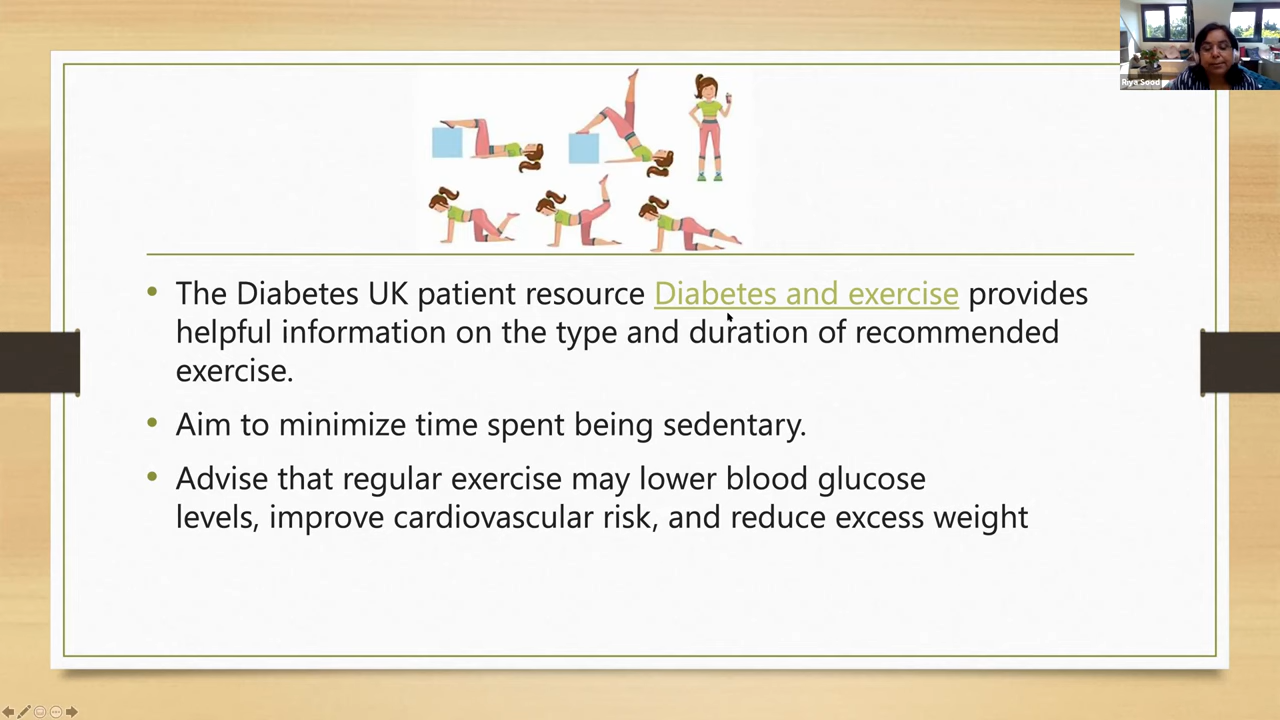 Riya Sood
• The Diabetes UK patient resource Diabetes and exercise provides
helpful information on the type and duration of recommended
exercise.
• Aim to minimize time spent being sedentary.
• Advise that regular exercise may lower blood glucose
levels, improve cardiovascular risk, and reduce excess weight